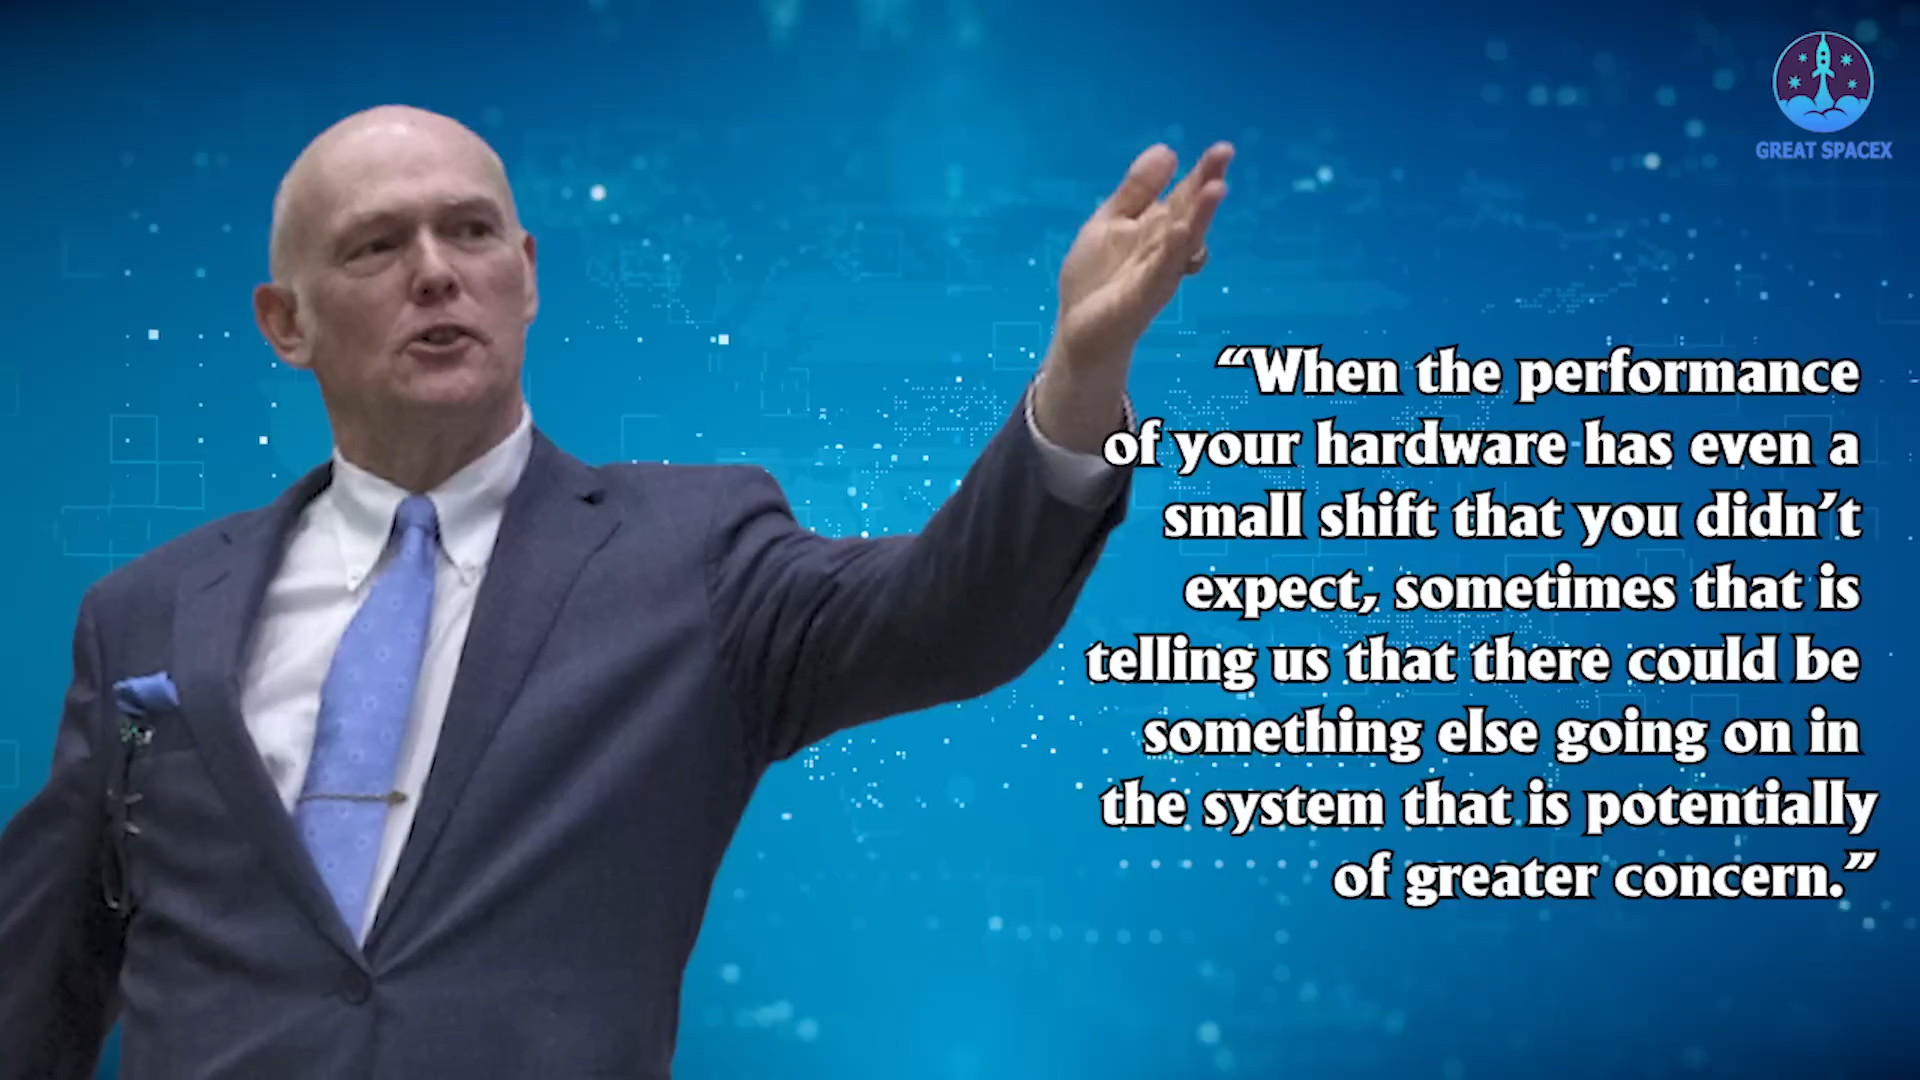 GREAT SPACEX
“When the performance
of your hardware has even a
small shift that you didn’t
expect, sometimes that is
telling us that there could be
something else going on in
the system that is potentially
of greater concern.”